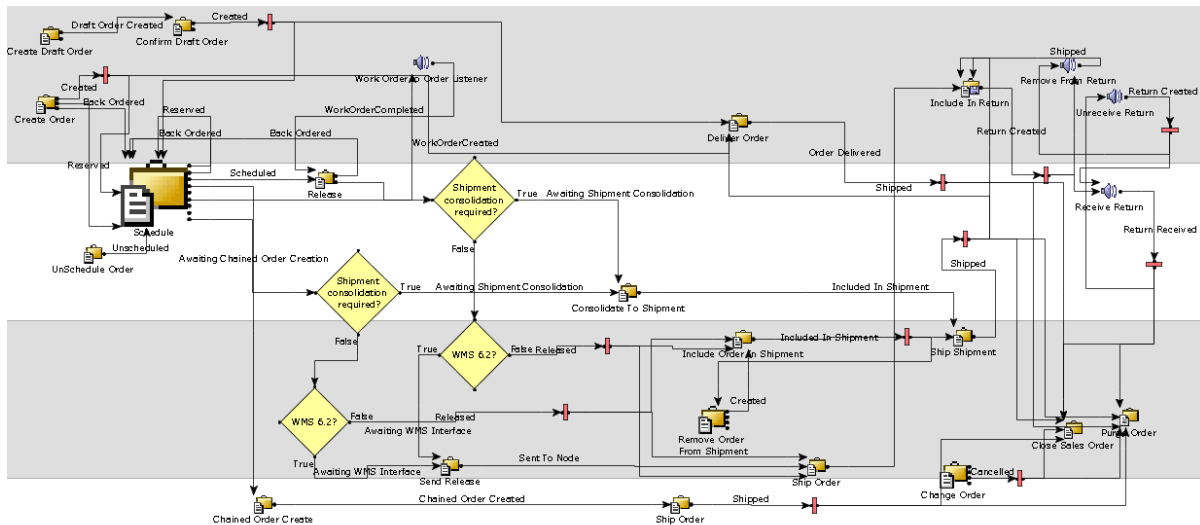 Draft Order Created
Created
Create Draft Order
Confirm Draft Order
Shipped
Work Order to Order Listener
Remove From Return
Created
Back Ordered
Return Created
Include In Return
Unreceive Return
Create Order
Reserved
WorkOrderCompleted
Back Ordered
Back Ordered
Deliver Order
Return Created
WorkOrderCreated
Order Delivered
Reserved
Scheduled
Release
Shipment
consolidation
required?
True
Awaiting Shipment Consolidation
Shipped
Receive Return
Schedule
Unscheduled
UnSchedule Order
False
Return Received
Awaiting Chained Order Creation
Shipped
Shipment
consolidation
required?
True
Awaiting Shipment Consolidation
Consolidate To Shipment
Included In Shipment
False
True
WMS 6.2?
False
Released
Include Order In Shipment
Included In Shipment
Ship Shipment
Created
WMS 6.2?
False
Released
Awaiting WMS Interface
Remove Order
From Shipment
Purge Order
Close Sales Order
True
Awaiting WMS Interface
Send Release
Sent To Node
Ship Order
Cancelled
Change Order
Chained Order Create
Chained Order Created
Ship Order
Shipped